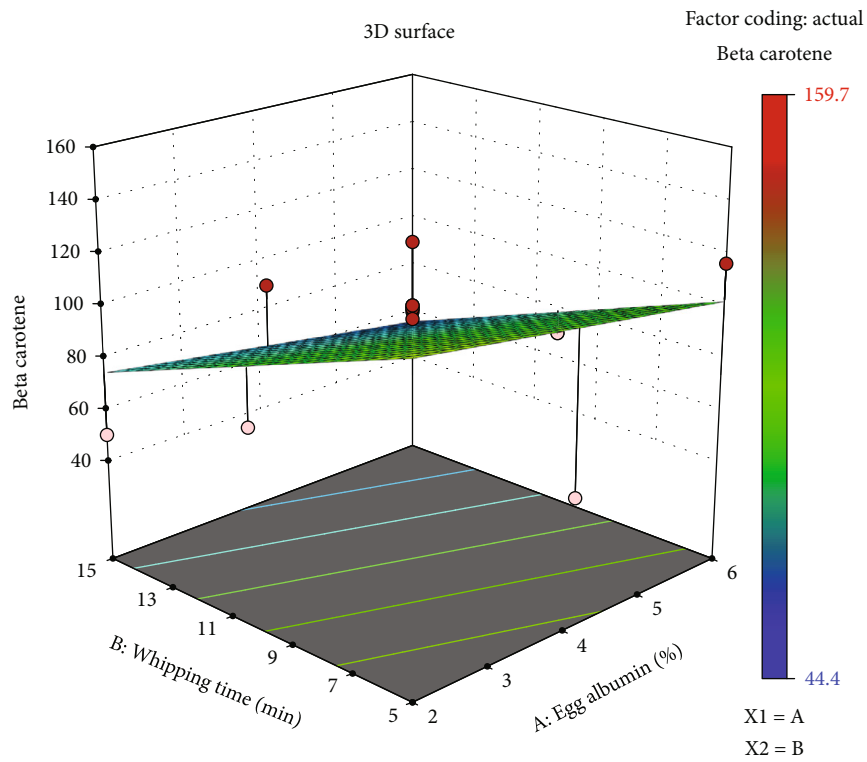 3D surface
Factor coding: actual
Beta carotene
159.7
44.4
X1 = A
X2 = B
Beta carotene
160
140
120
100
80
60
40
15
13
11
9
7
5
B: Whipping time (min)
2
3
4
5
6
A: Egg albumin (%)